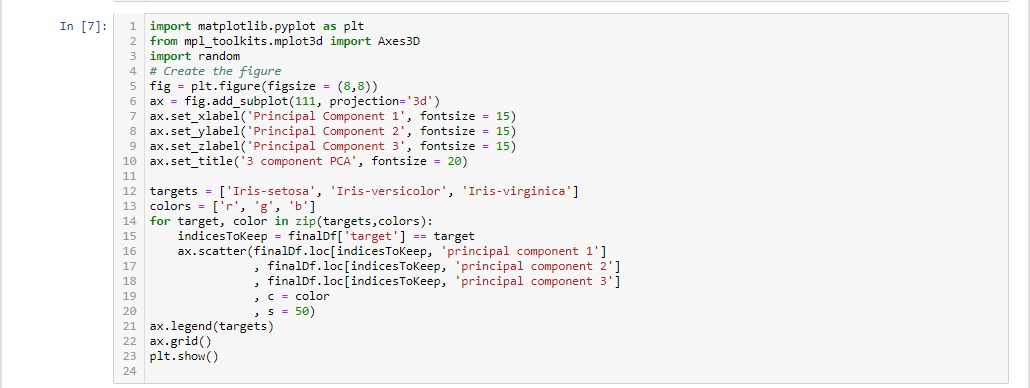 In [7]:
1 import matplotlib.pyplot as plt
2 from mpl_toolkits.mplot3d import Axes3D
3 import random
4 # Create the figure
5 fig = plt.figure(figsize = (8,8))
6 ax = fig.add_subplot(111, projection='3d')
7 ax.set_xlabel('Principal Component 1', fontsize = 15)
8 ax.set_ylabel('Principal Component 2', fontsize = 15)
9 ax.set_zlabel('Principal Component 3', fontsize = 15)
10 ax.set_title('3 component PCA', fontsize = 20)
11
12 targets = ['Iris-setosa', 'Iris-versicolor', 'Iris-virginica']
13 colors = ['r', 'g', 'b']
14 for target, color in zip(targets,colors):
15     indicesToKeep = finalDf['target'] == target
16     ax.scatter(finalDf.loc[indicesToKeep, 'principal component 1']
17                , finalDf.loc[indicesToKeep, 'principal component 2']
18                , finalDf.loc[indicesToKeep, 'principal component 3']
19                , c = color
20                , s = 50)
21 ax.legend(targets)
22 ax.grid()
23 plt.show()
24